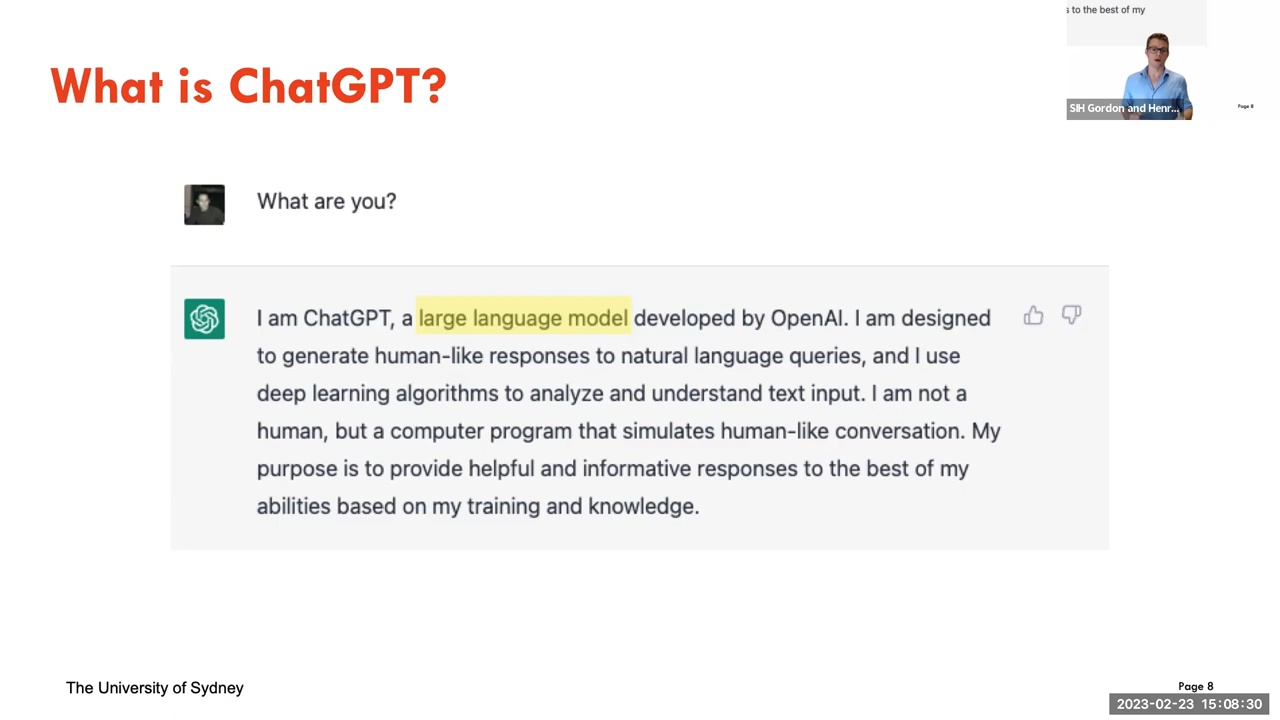 s to the best of my
What is ChatGPT?
SIH Gordon and Henr...
Page 8
What are you?
I am ChatGPT, a large language model developed by OpenAI. I am designed
to generate human-like responses to natural language queries, and I use
deep learning algorithms to analyze and understand text input. I am not a
human, but a computer program that simulates human-like conversation. My
purpose is to provide helpful and informative responses to the best of my
abilities based on my training and knowledge.
The University of Sydney
Page 8
2023-02-23 15:08:30